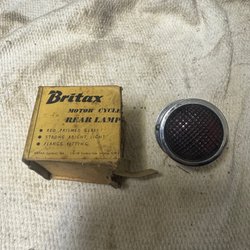 Britax
MOTOR CYCLE
REAR LAMP
• RED PRISMED GLASS
• STRONG BRIGHT LIGHT
• FLANGE FITTING